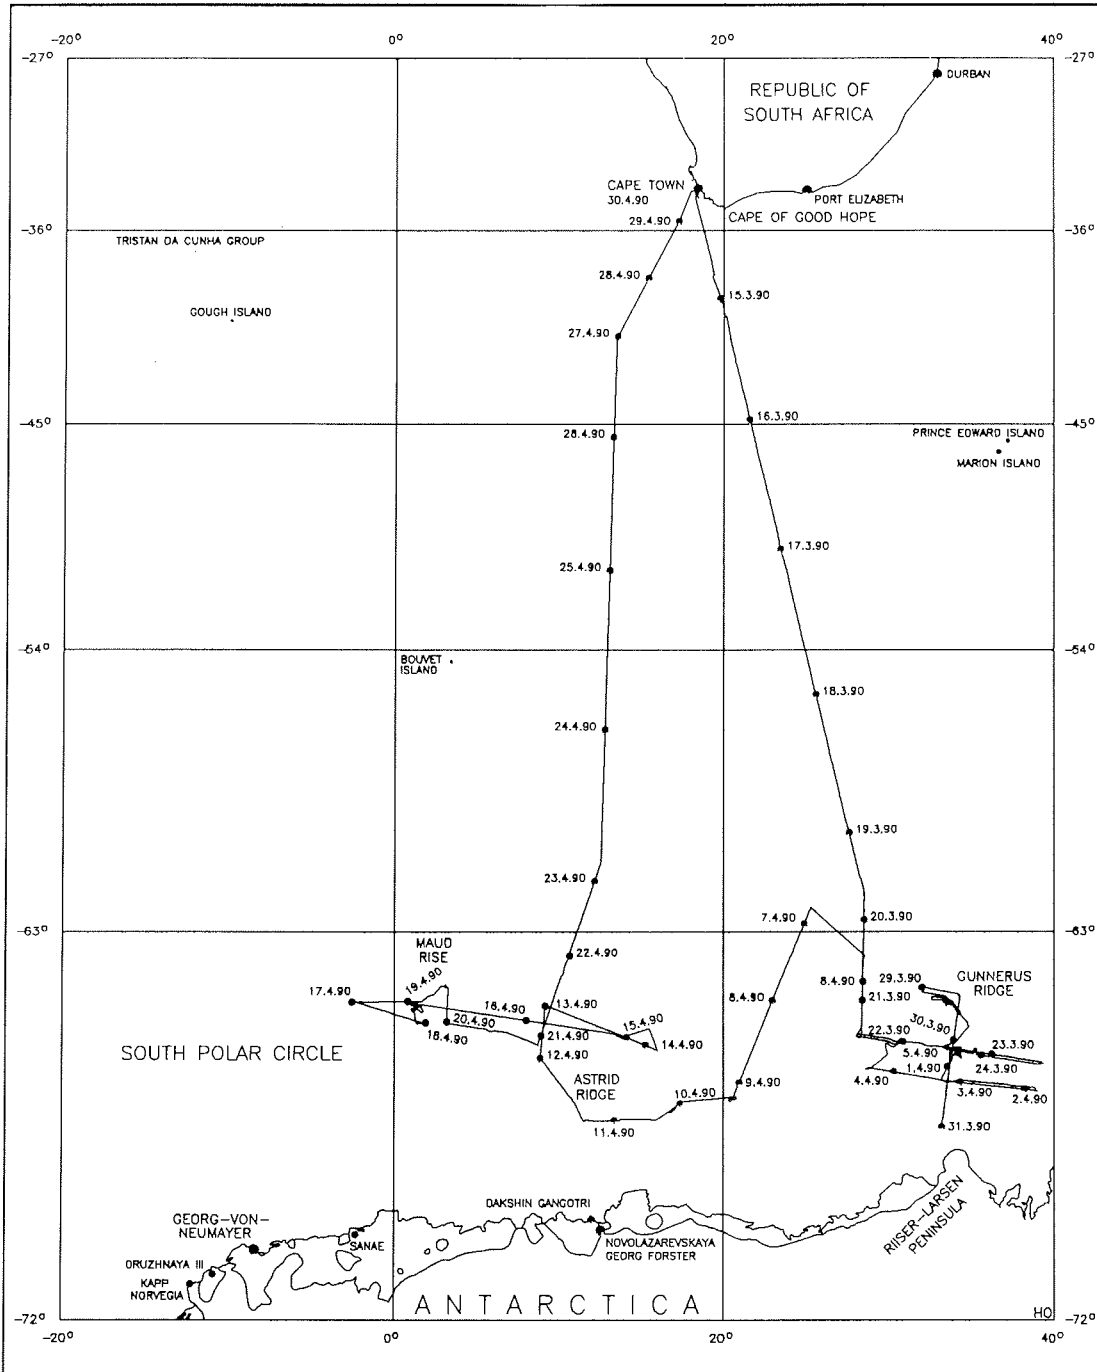 -20° 0° 20° 40°
-27° -27°
DURBAN
REPUBLIC OF
SOUTH AFRICA
CAPE TOWN
30.4.90
PORT ELIZABETH
29.4.90
CAPE OF GOOD HOPE
-36° -36°
TRISTAN DA CUNHA GROUP
28.4.90
15.3.90
GOUGH ISLAND
27.4.90
16.3.90
-45° -45°
28.4.90
PRINCE EDWARD ISLAND
MARION ISLAND
17.3.90
25.4.90
-54° -54°
BOUVET
ISLAND
18.3.90
24.4.90
19.3.90
23.4.90
20.3.90
7.4.90
-63° -63°
MAUD
RISE
22.4.90
19.4.90
8.4.90
29.3.90
GUNNERUS
RIDGE
17.4.90
13.4.90
8.4.90
21.3.90
16.4.90
30.3.90
18.4.90
20.4.90
21.4.90
15.4.90
22.3.90
14.4.90
SOUTH POLAR CIRCLE
12.4.90
5.4.90
23.3.90
24.3.90
ASTRID
RIDGE
1.4.90
4.4.90
9.4.90
3.4.90
2.4.90
10.4.90
11.4.90
31.3.90
DAKSHIN GANGOTRI
RIISER-LARSEN
PENINSULA
GEORG-VON-
NEUMAYER
SANAE
NOVOLAZAREVSKAYA
GEORG FORSTER
DRUZHNAYA III
KAPP
NORVEGIA
ANTARCTICA
HO
-72° -72°
-20° 0° 20° 40°